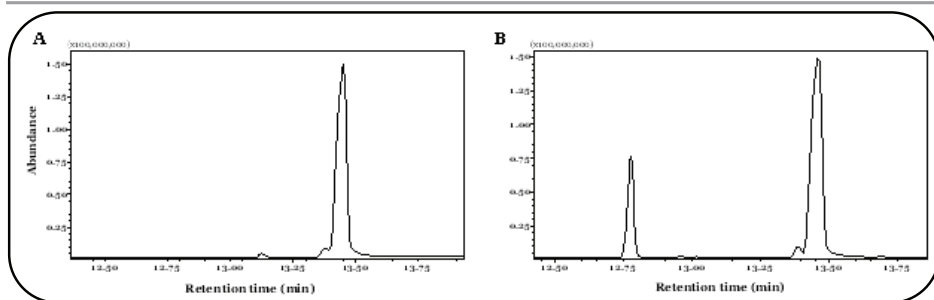 A
(x100,000,000)
1.50
1.25
1.00
0.75
0.50
0.25
Abundance
12.50 12.75 13.00 13.25 13.50 13.75
Retention time (min)
B
(x100,000,000)
1.50
1.25
1.00
0.75
0.50
0.25
12.50 12.75 13.00 13.25 13.50 13.75
Retention time (min)